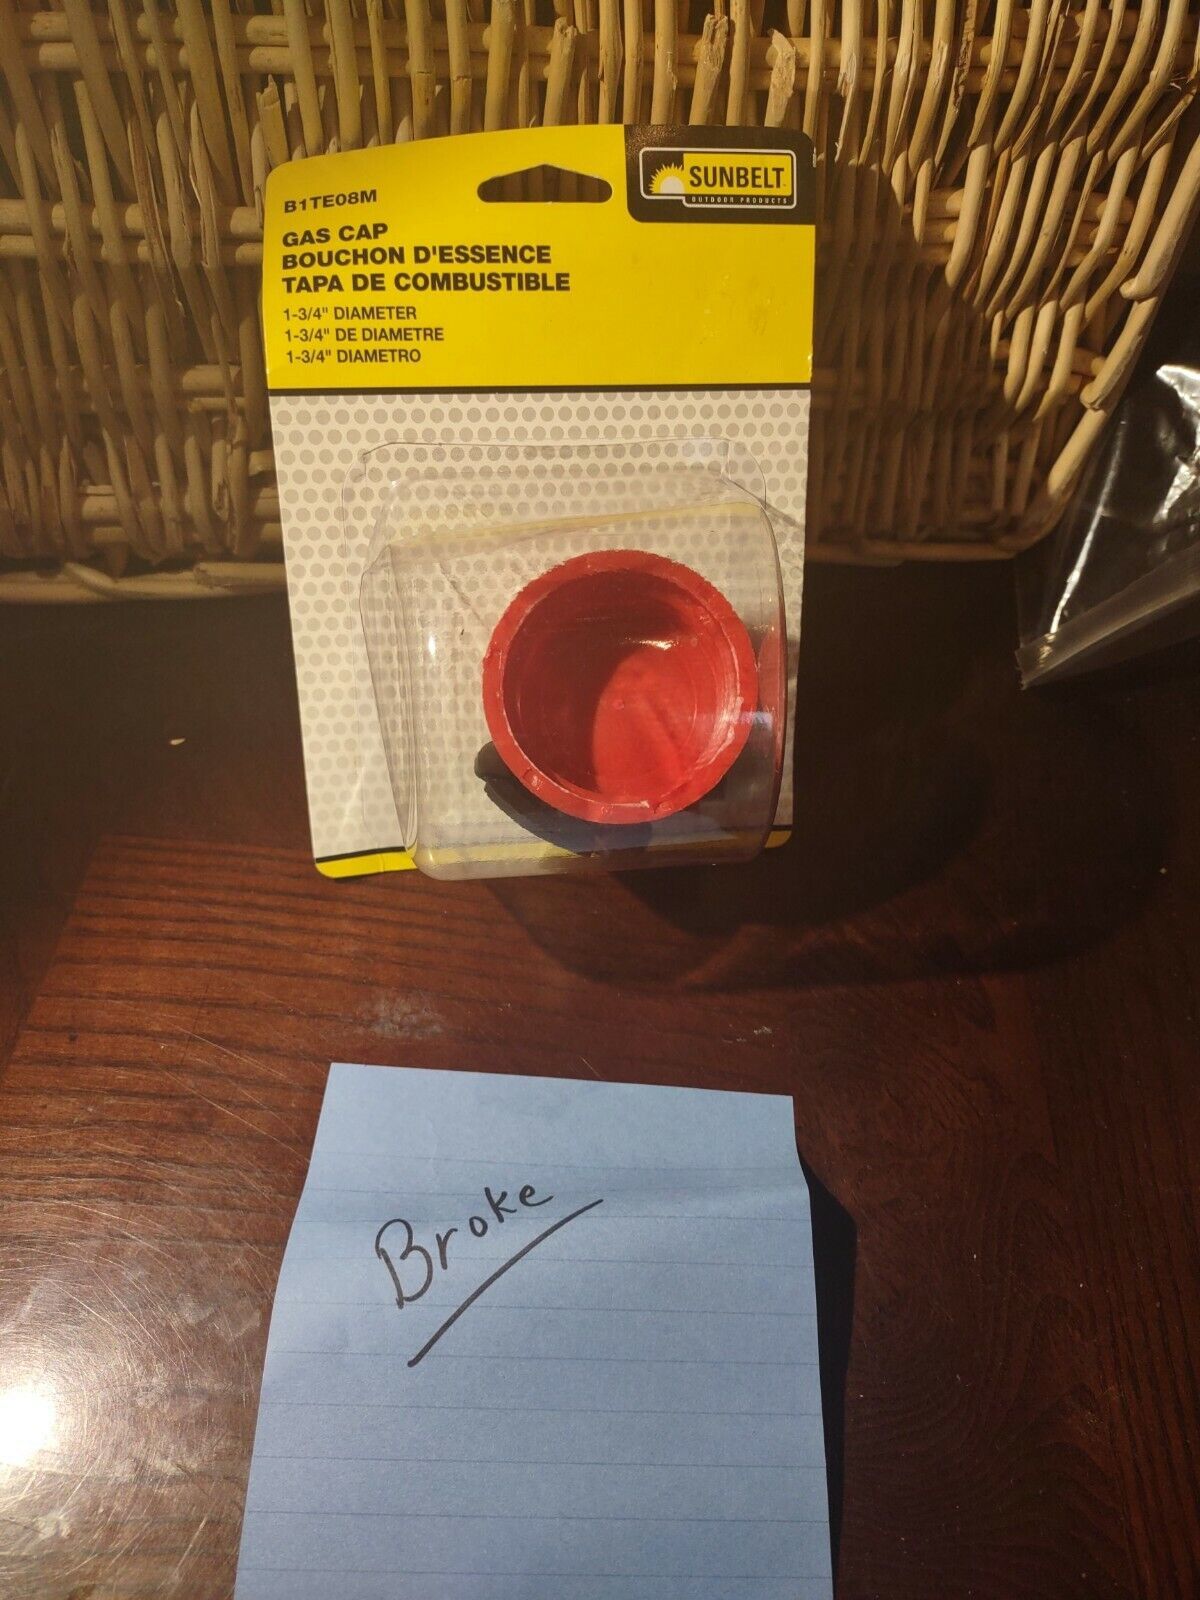 SUNBELT
OUTDOOR PRODUCTS
B1TE08M
GAS CAP
BOUCHON D'ESSENCE
TAPA DE COMBUSTIBLE
1-3/4" DIAMETER
1-3/4" DE DIAMETRE
1-3/4" DIAMETRO
Broke